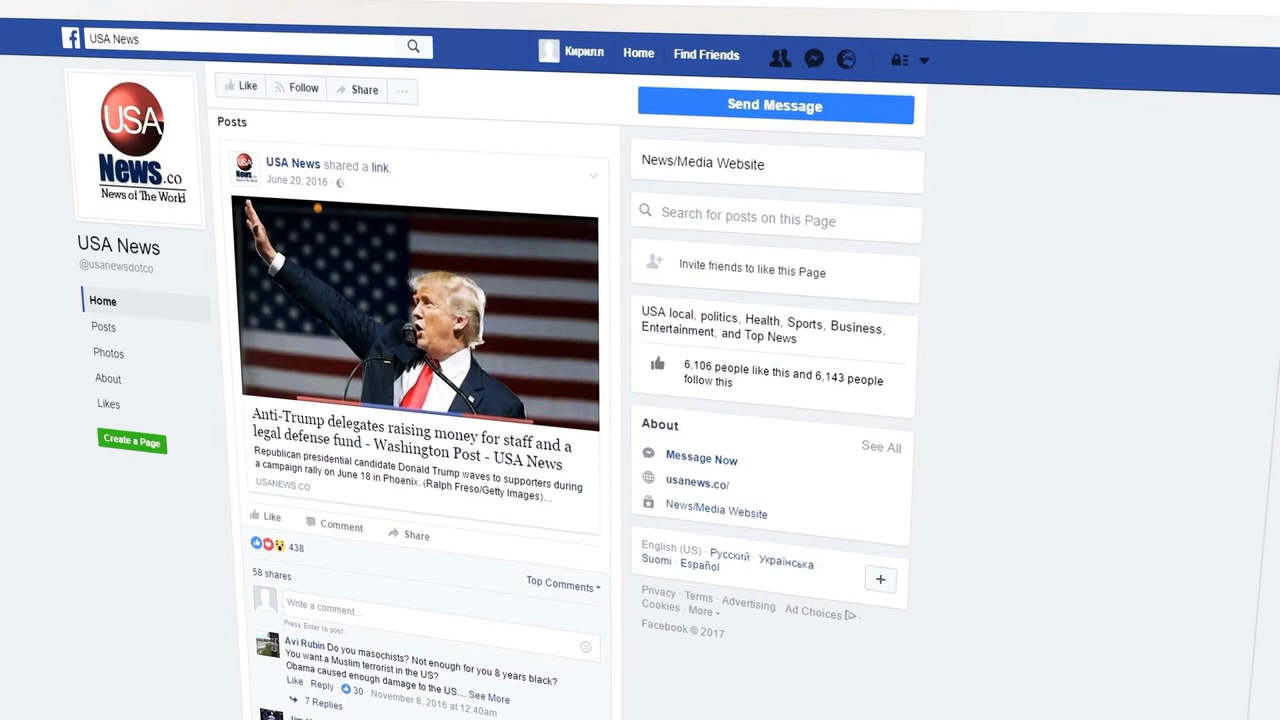 USA News
Кирилл
Home
Find Friends
USA
News.co
News of The World
USA News
@usanewsdotco
Home
Posts
Photos
About
Likes
Create a Page
Like
Follow
Share
Posts
USA News shared a link.
June 20, 2016 ·
Anti-Trump delegates raising money for staff and a
legal defense fund - Washington Post - USA News
Republican presidential candidate Donald Trump waves to supporters during
a campaign rally on June 18 in Phoenix. (Ralph Freso/Getty Images)...
USANEWS.CO
Like
Comment
Share
438
58 shares
Top Comments
Write a comment...
Press Enter to post.
Avi Rubin Do you masochists? Not enough for you 8 years black?
You want a Muslim terrorist in the US?
Obama caused enough damage to the US.... See More
Like · Reply · 30 · November 8, 2016 at 12:40am
7 Replies
Send Message
News/Media Website
Search for posts on this Page
Invite friends to like this Page
USA local, politics, Health, Sports, Business,
Entertainment, and Top News
6,106 people like this and 6,143 people
follow this
About
See All
Message Now
usanews.co/
News/Media Website
English (US) · Русский · Українська ·
Suomi · Español
Privacy · Terms · Advertising · Ad Choices ·
Cookies · More
Facebook © 2017